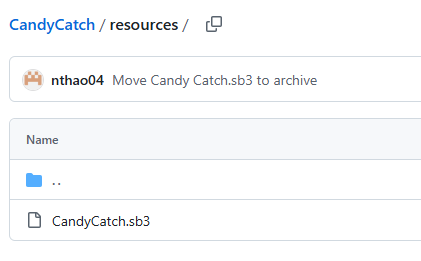 CandyCatch / resources /
nthao04 Move Candy Catch.sb3 to archive
Name
..
CandyCatch.sb3